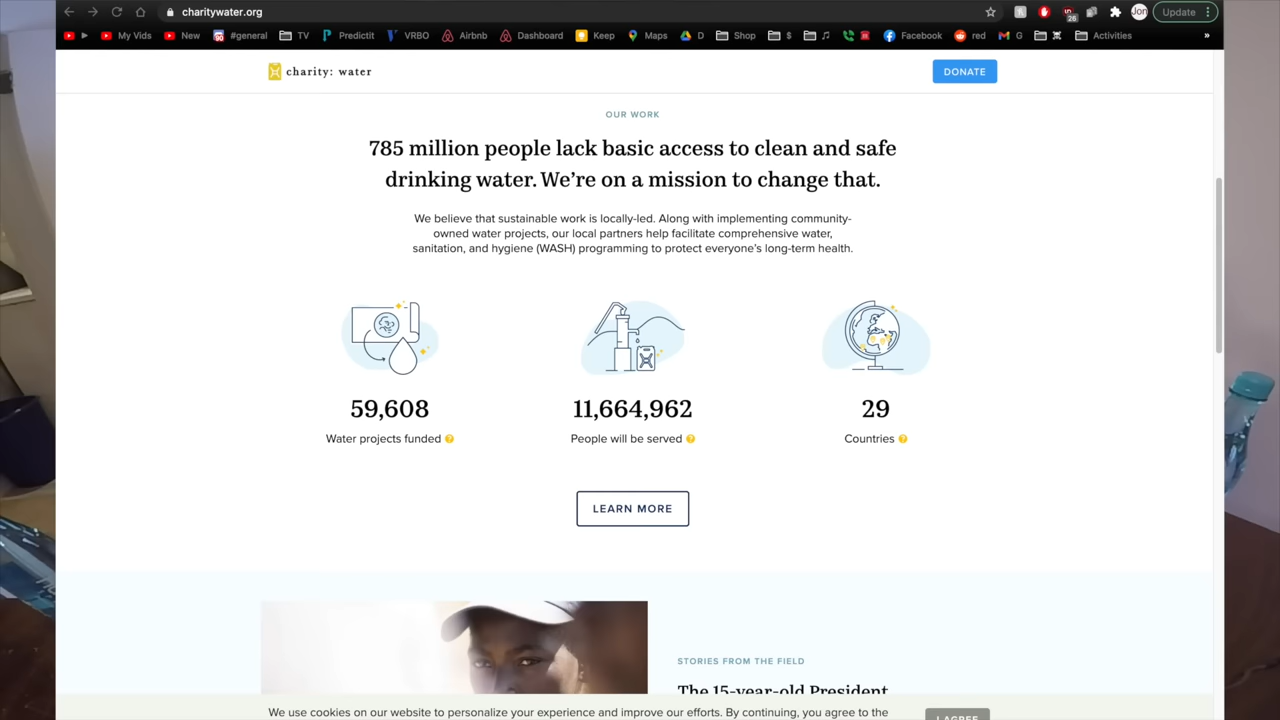 charitywater.org
Jon
Update
26
My Vids
New
#general
TV
Predictit
VRBO
Airbnb
Dashboard
Keep
Maps
D
Shop
$
Facebook
red
G
Activities
»
charity: water
DONATE
OUR WORK
785 million people lack basic access to clean and safe
drinking water. We’re on a mission to change that.
We believe that sustainable work is locally-led. Along with implementing community-
owned water projects, our local partners help facilitate comprehensive water,
sanitation, and hygiene (WASH) programming to protect everyone’s long-term health.
59,608
11,664,962
29
Water projects funded ?
People will be served ?
Countries ?
LEARN MORE
STORIES FROM THE FIELD
The 15-year-old President
We use cookies on our website to personalize your experience and improve our efforts. By continuing, you agree to the
I AGREE